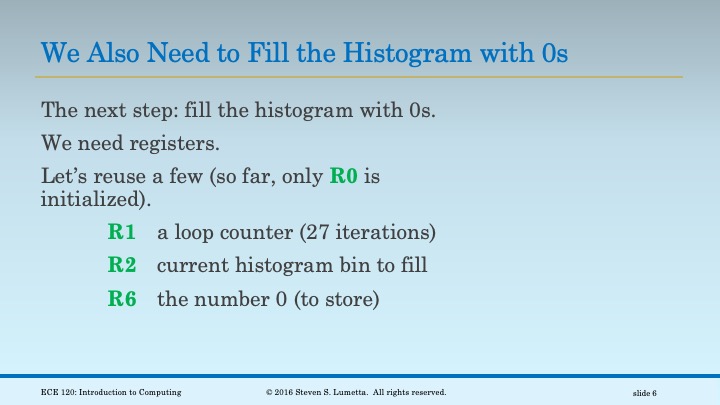 We Also Need to Fill the Histogram with 0s
The next step: fill the histogram with 0s.
We need registers.
Let’s reuse a few (so far, only R0 is
initialized).
R1 a loop counter (27 iterations)
R2 current histogram bin to fill
R6 the number 0 (to store)
ECE 120: Introduction to Computing © 2016 Steven S. Lumetta. All rights reserved. slide 6